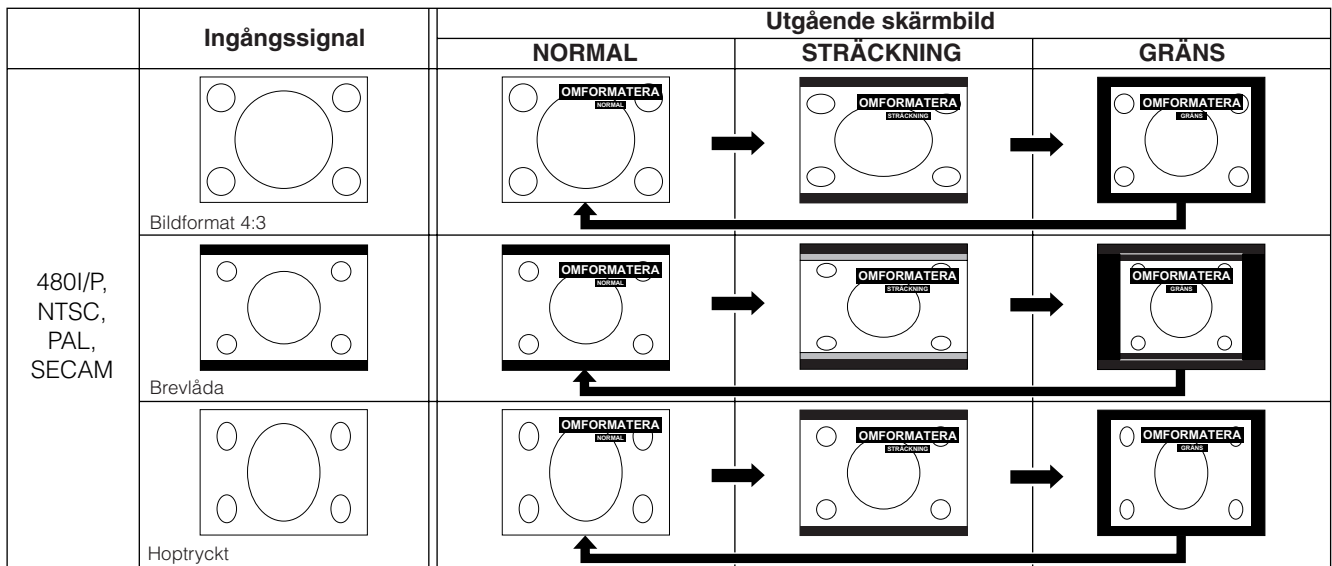 Ingångssignal
Utgående skärmbild
NORMAL
STRÄCKNING
GRÄNS
480I/P,
NTSC,
PAL,
SECAM
OMFORMATERA
NORMAL
OMFORMATERA
STRÄCKNING
OMFORMATERA
GRÄNS
Bildformat 4:3
OMFORMATERA
NORMAL
OMFORMATERA
STRÄCKNING
OMFORMATERA
GRÄNS
Brevlåda
OMFORMATERA
NORMAL
OMFORMATERA
STRÄCKNING
OMFORMATERA
GRÄNS
Hoptryckt